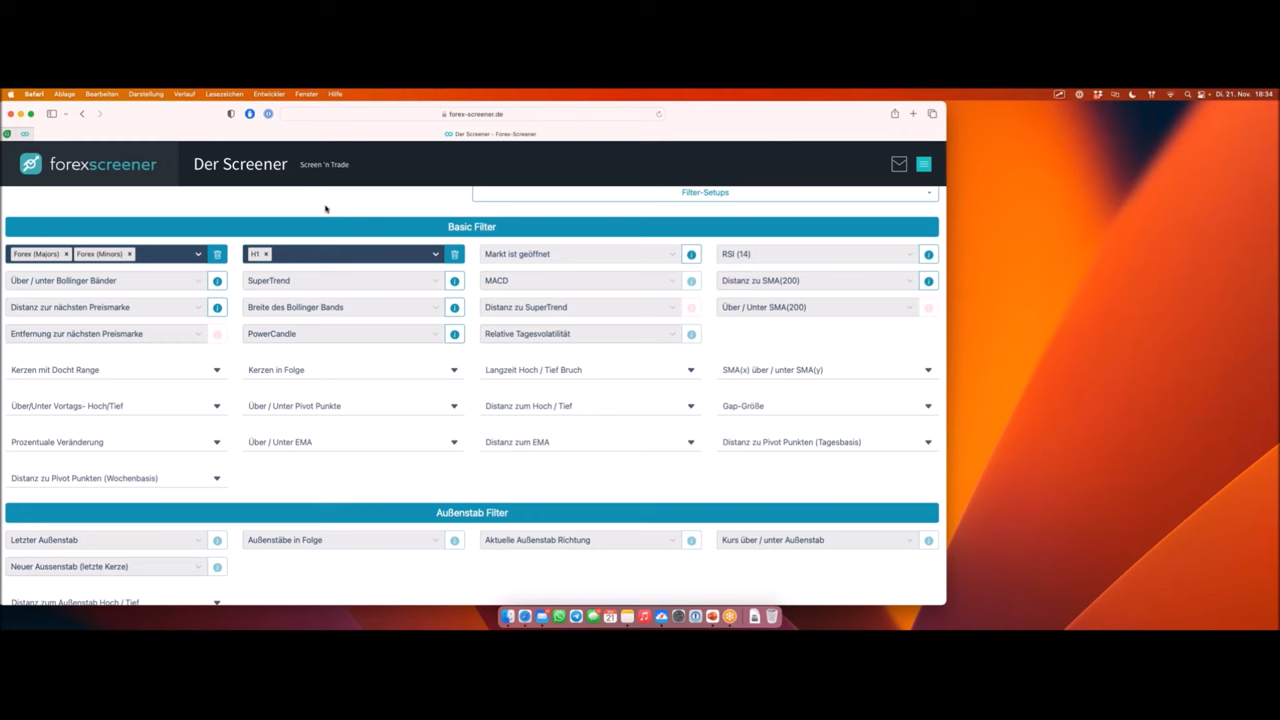 Safari Ablage Bearbeiten Darstellung Verlauf Lesezeichen Entwickler Fenster Hilfe Di. 21. Nov. 18:34
forex-screener.de
Der Screener - Forex-Screener
forexscreener Der Screener Screen 'n Trade
Filter-Setups
Basic Filter
Forex (Majors) × Forex (Minors) × H1 × Markt ist geöffnet RSI (14)
Über / unter Bollinger Bänder SuperTrend MACD Distanz zu SMA(200)
Distanz zur nächsten Preismarke Breite des Bollinger Bands Distanz zu SuperTrend Über / Unter SMA(200)
Entfernung zur nächsten Preismarke PowerCandle Relative Tagesvolatilität
Kerzen mit Docht Range Kerzen in Folge Langzeit Hoch / Tief Bruch SMA(x) über / unter SMA(y)
Über/Unter Vortags- Hoch/Tief Über / Unter Pivot Punkte Distanz zum Hoch / Tief Gap-Größe
Prozentuale Veränderung Über / Unter EMA Distanz zum EMA Distanz zu Pivot Punkten (Tagesbasis)
Distanz zu Pivot Punkten (Wochenbasis)
Außenstab Filter
Letzter Außenstab Außenstäbe in Folge Aktuelle Außenstab Richtung Kurs über / unter Außenstab
Neuer Aussenstab (letzte Kerze)
Distanz zum Außenstab Hoch / Tief
21